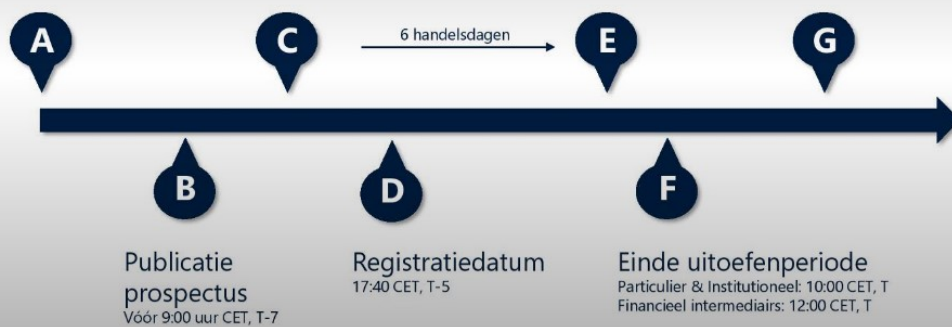 A
C
6 handelsdagen
E
G
B
D
F
Publicatie
prospectus
Vóór 9:00 uur CET, T-7
Registratiedatum
17:40 CET, T-5
Einde uitoefenperiode
Particulier & Institutioneel: 10:00 CET, T
Financieel intermediairs: 12:00 CET, T